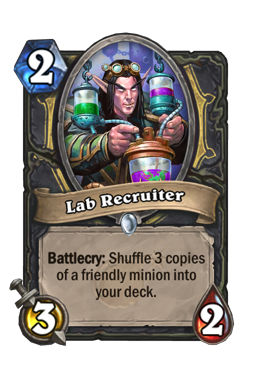 2
Lab Recruiter
Battlecry: Shuffle 3 copies
of a friendly minion into
your deck.
3
2